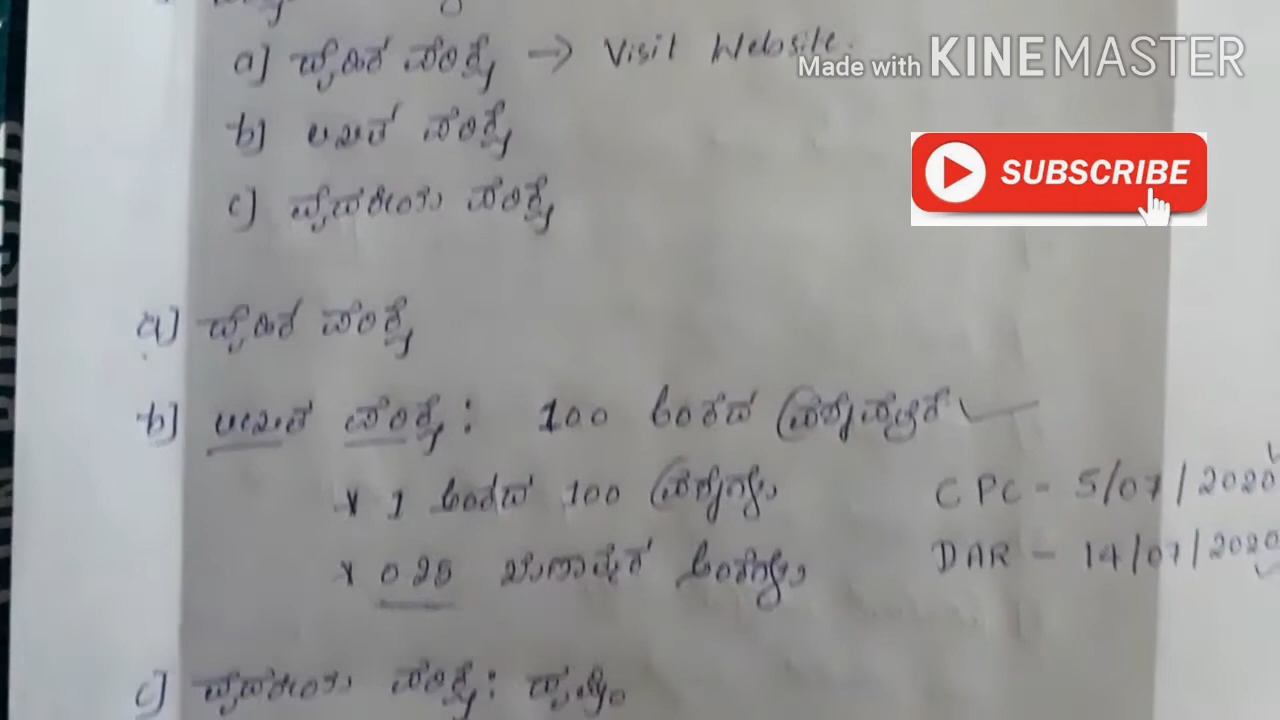 a] ದೈಹಿಕ ಪರೀಕ್ಷೆ → Visit Website.
Made with KINEMASTER
b] ಲಿಖಿತ ಪರೀಕ್ಷೆ
SUBSCRIBE
c] ವೈದ್ಯಕೀಯ ಪರೀಕ್ಷೆ
a] ದೈಹಿಕ ಪರೀಕ್ಷೆ
b] ಲಿಖಿತ ಪರೀಕ್ಷೆ : 100 ಅಂಕದ ಪ್ರಶ್ನೆಪತ್ರಿಕೆ
* 1 ಅಂಕದ 100 ಪ್ರಶ್ನೆಗಳು CPC - 5/07/2020
* 0.25 ಋಣಾತ್ಮಕ ಅಂಕಗಳು DAR - 14/07/2020
c] ವೈದ್ಯಕೀಯ ಪರೀಕ್ಷೆ :